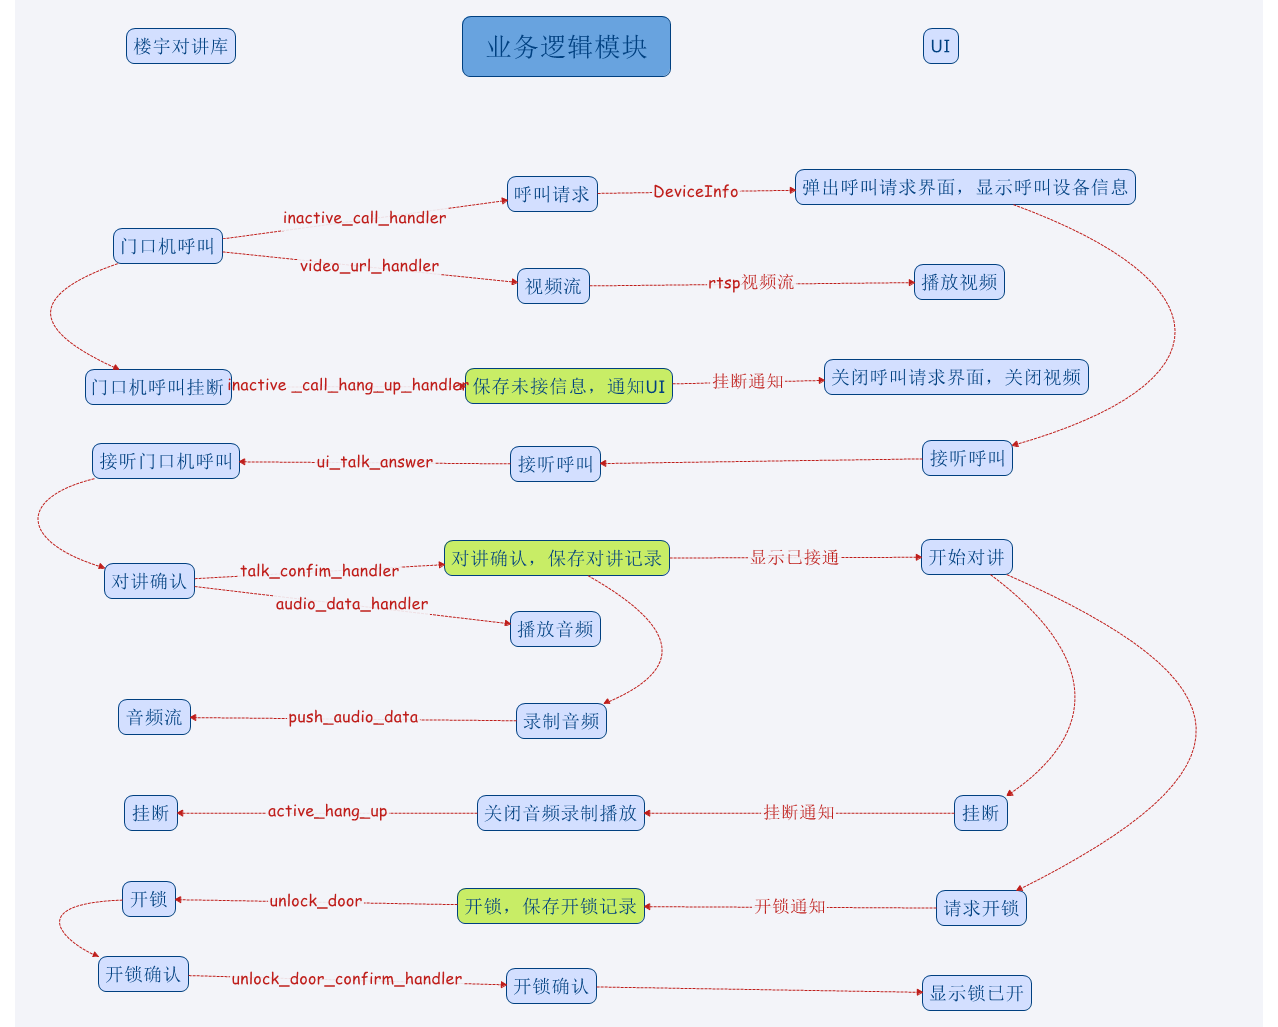 楼宇对讲库
业务逻辑模块
UI
呼叫请求
DeviceInfo
弹出呼叫请求界面，显示呼叫设备信息
inactive_call_handler
门口机呼叫
video_url_handler
视频流
rtsp视频流
播放视频
门口机呼叫挂断
inactive _call_hang_up_handler
保存未接信息，通知UI
挂断通知
关闭呼叫请求界面，关闭视频
接听门口机呼叫
ui_talk_answer
接听呼叫
接听呼叫
对讲确认，保存对讲记录
显示已接通
开始对讲
talk_confim_handler
对讲确认
audio_data_handler
播放音频
音频流
push_audio_data
录制音频
挂断
active_hang_up
关闭音频录制播放
挂断通知
挂断
开锁
unlock_door
开锁，保存开锁记录
开锁通知
请求开锁
开锁确认
unlock_door_confirm_handler
开锁确认
显示锁已开